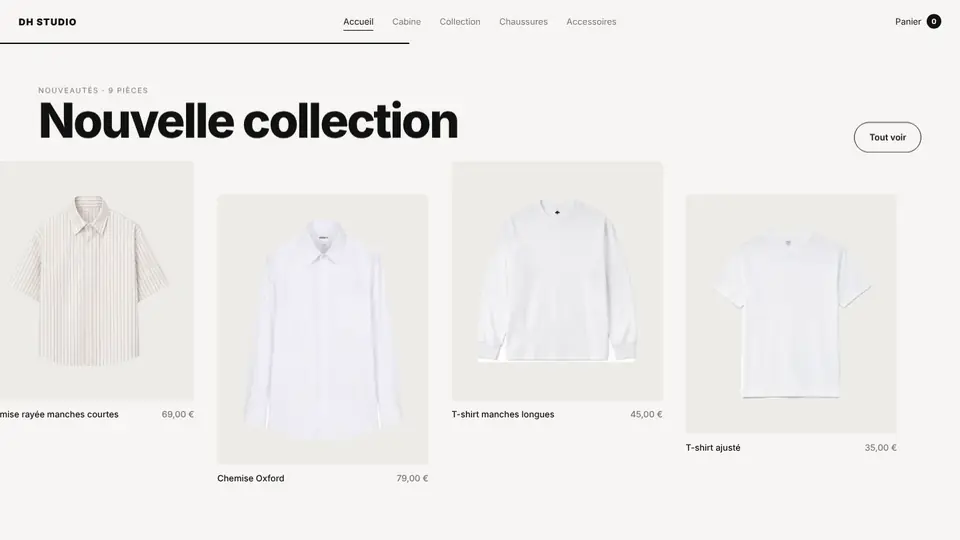 DH STUDIO
Accueil Cabine Collection Chaussures Accessoires
Panier 0
NOUVEAUTÉS · 9 PIÈCES
Nouvelle collection
Tout voir
mise rayée manches courtes 69,00 €
Chemise Oxford 79,00 €
T-shirt manches longues 45,00 €
T-shirt ajusté 35,00 €